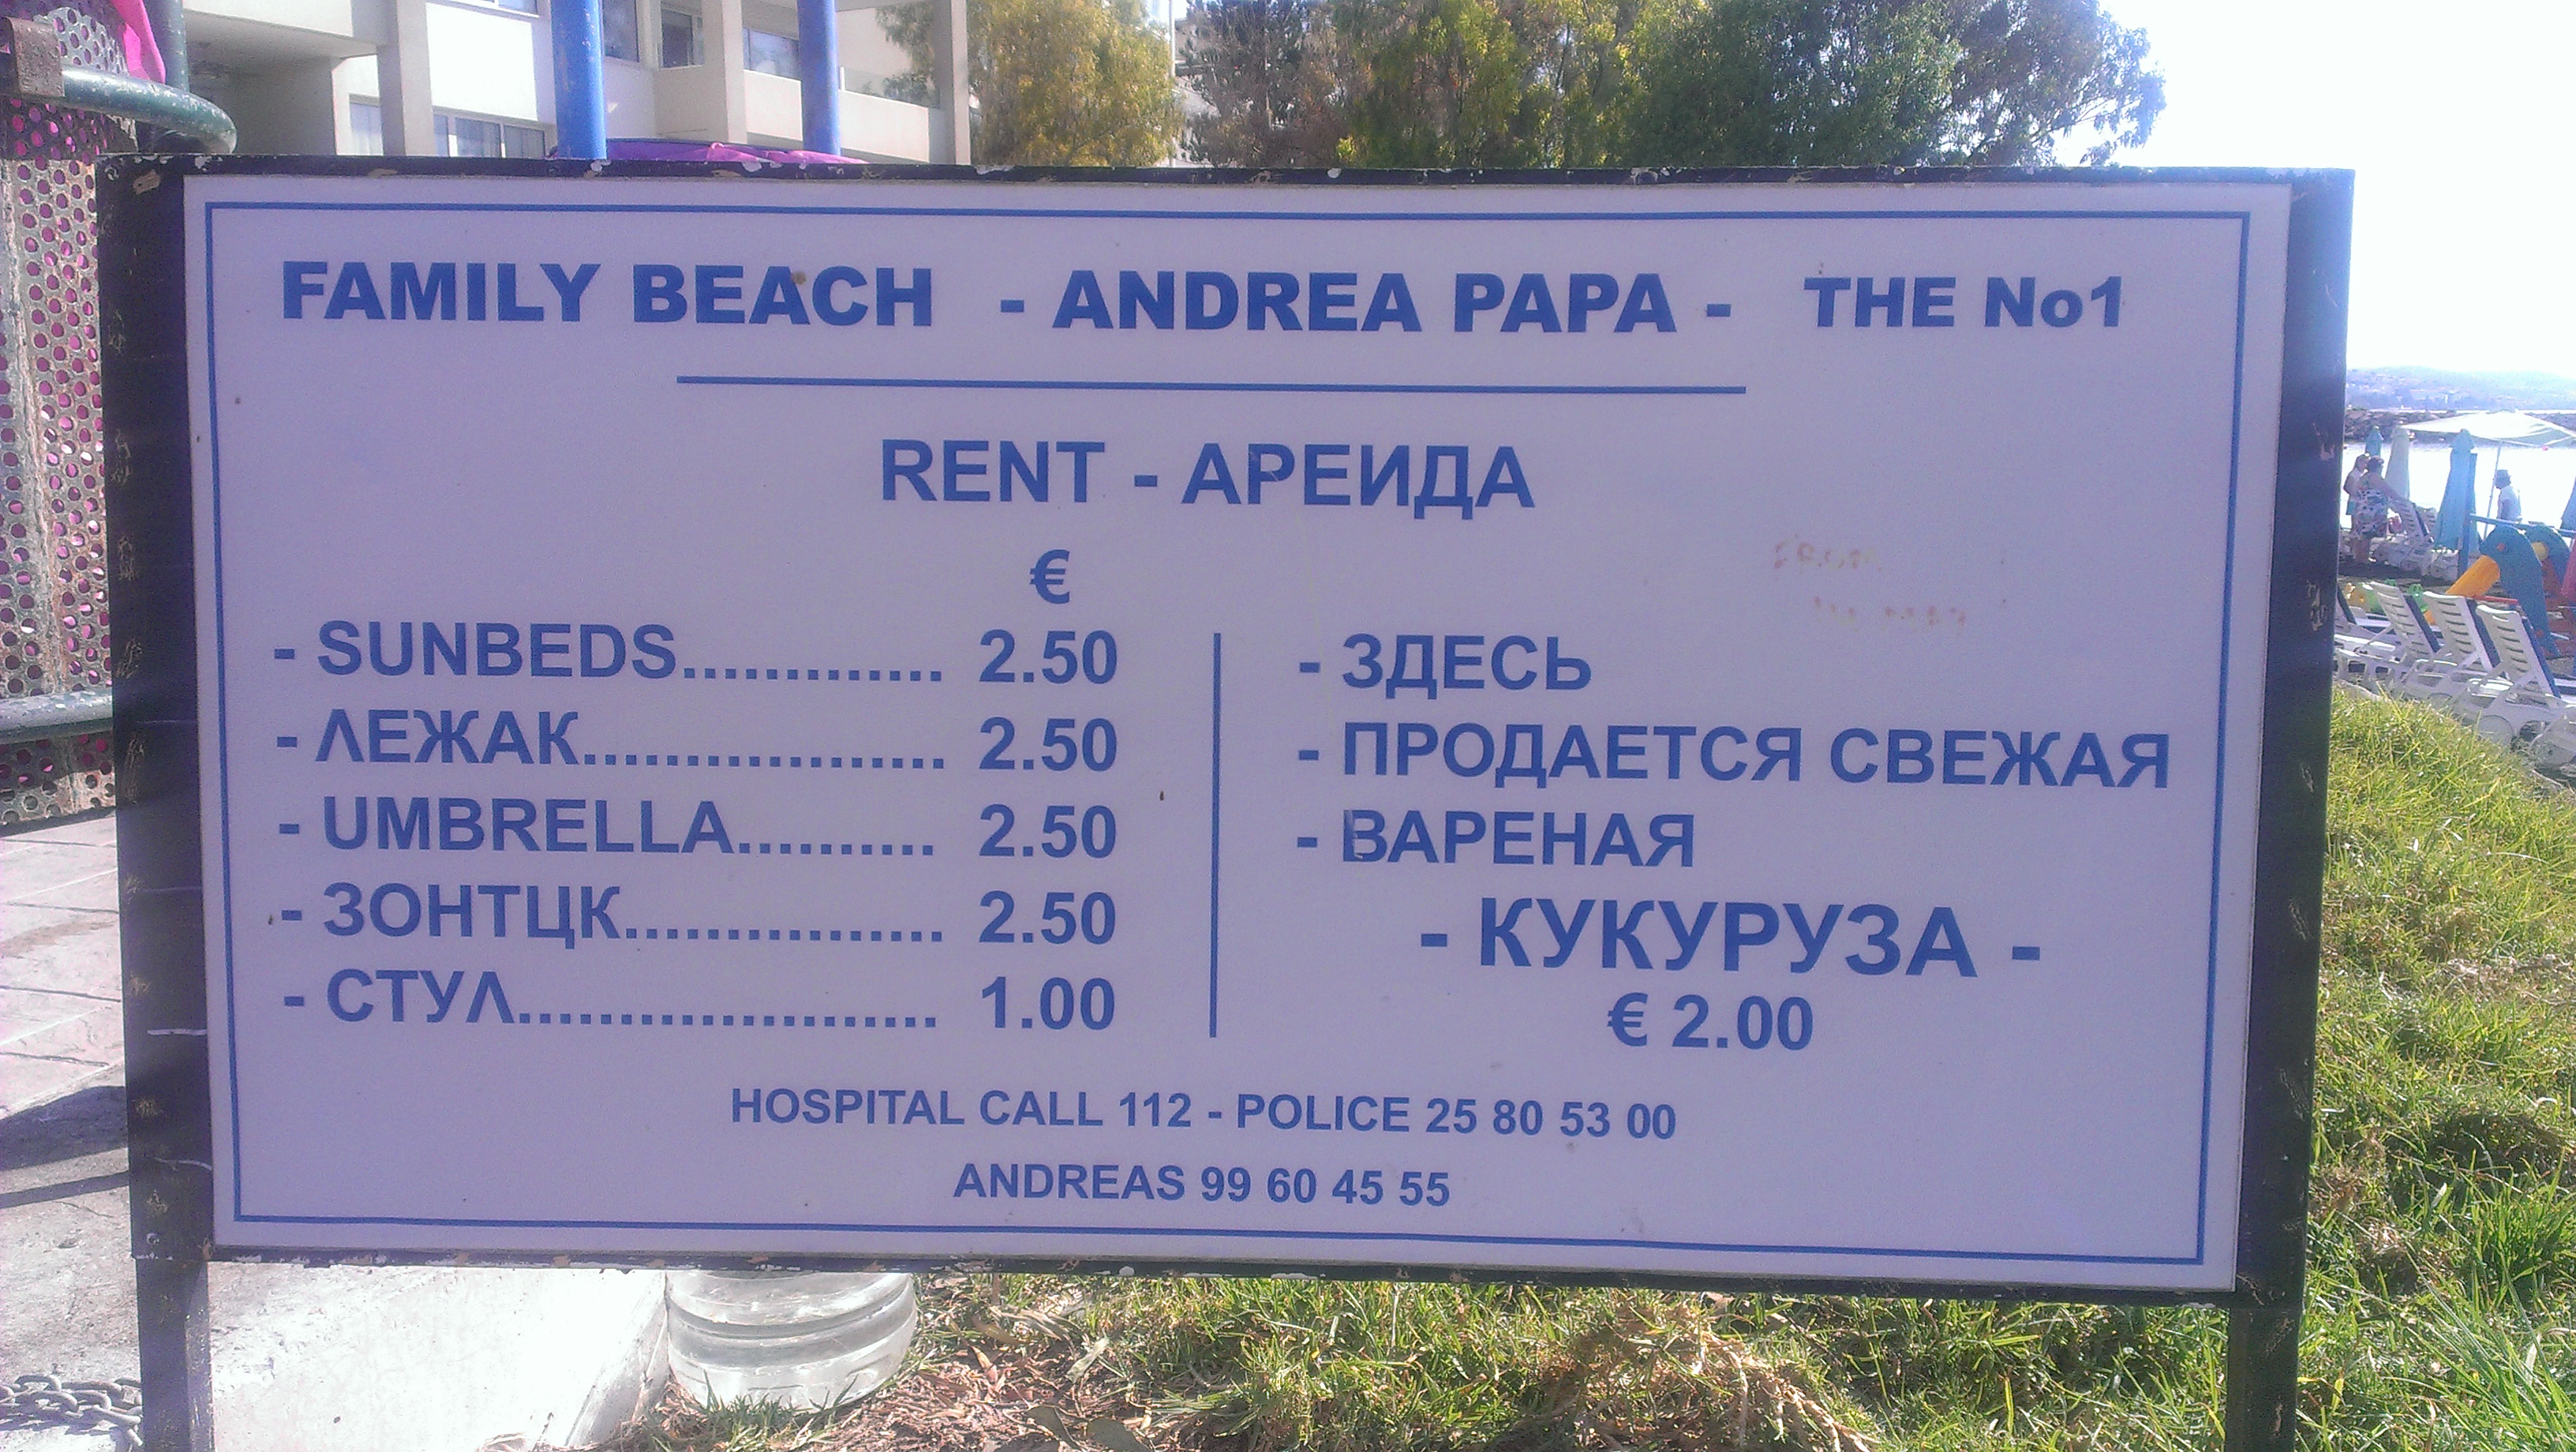 FAMILY BEACH - ANDREA PAPA - THE No1
RENT - АРЕИДА
€
- SUNBEDS............. 2.50
- ЛЕЖАК.................. 2.50
- UMBRELLA.......... 2.50
- ЗОНТЦК................ 2.50
- СТУЛ..................... 1.00
- ЗДЕСЬ
- ПРОДАЕТСЯ СВЕЖАЯ
- ВАРЕНАЯ
- КУКУРУЗА -
€ 2.00
HOSPITAL CALL 112 - POLICE 25 80 53 00
ANDREAS 99 60 45 55